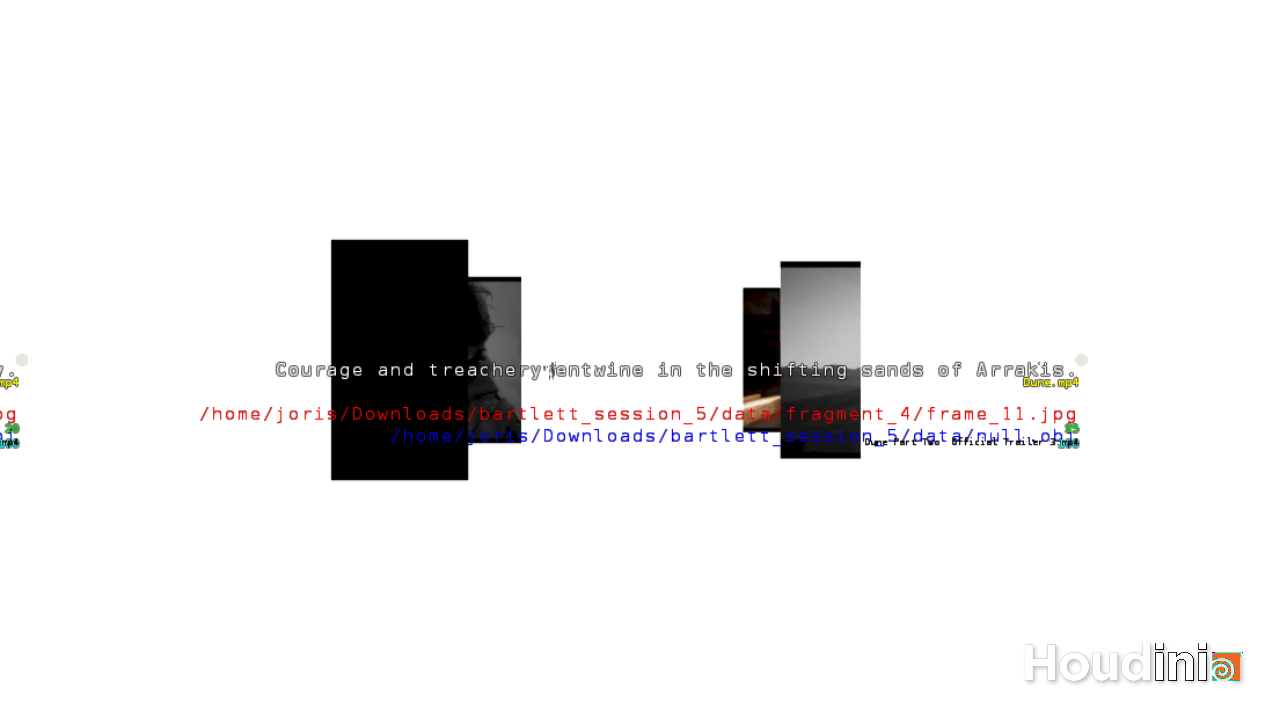 Courage and treachery entwine in the shifting sands of Arrakis.
Dune.mp4
mp4
/home/joris/Downloads/bartlett_session_5/data/fragment_4/frame_11.jpg
/home/joris/Downloads/bartlett_session_5/data/null.obj
Dune Part Two Official Trailer 3.mp4
Houdini